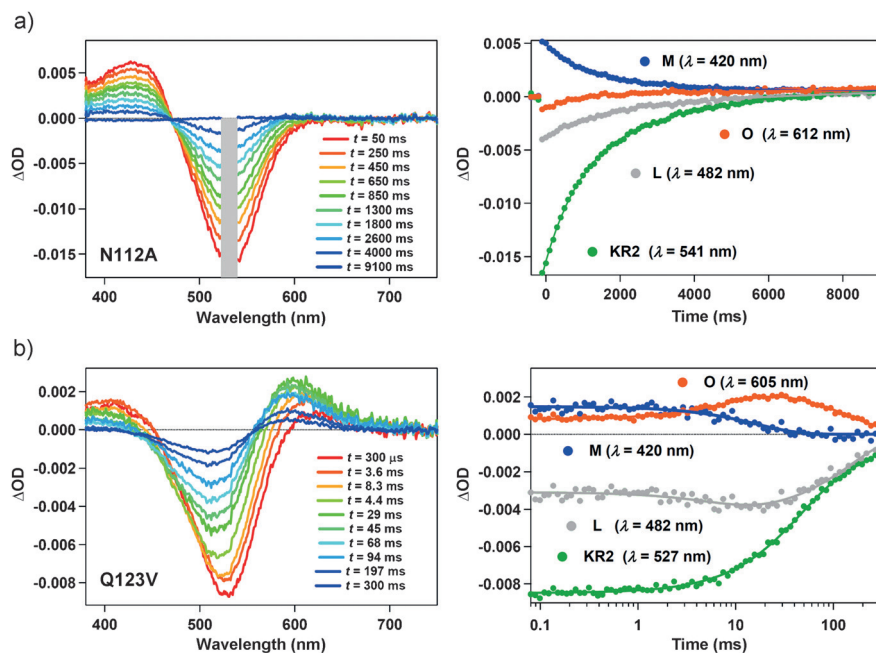 a)
0.005
0.000
-0.005
-0.010
-0.015
ΔOD
t = 50 ms
t = 250 ms
t = 450 ms
t = 650 ms
t = 850 ms
t = 1300 ms
t = 1800 ms
t = 2600 ms
t = 4000 ms
t = 9100 ms
N112A
400 500 600 700
Wavelength (nm)
0.005
0.000
-0.005
-0.010
-0.015
ΔOD
M (λ = 420 nm)
O (λ = 612 nm)
L (λ = 482 nm)
KR2 (λ = 541 nm)
0 2000 4000 6000 8000
Time (ms)
b)
0.002
0.000
-0.002
-0.004
-0.006
-0.008
ΔOD
t = 300 μs
t = 3.6 ms
t = 8.3 ms
t = 4.4 ms
t = 29 ms
t = 45 ms
t = 68 ms
t = 94 ms
t = 197 ms
t = 300 ms
Q123V
400 500 600 700
Wavelength (nm)
0.002
0.000
-0.002
-0.004
-0.006
-0.008
ΔOD
O (λ = 605 nm)
M (λ = 420 nm)
L (λ = 482 nm)
KR2 (λ = 527 nm)
0.1 1 10 100
Time (ms)